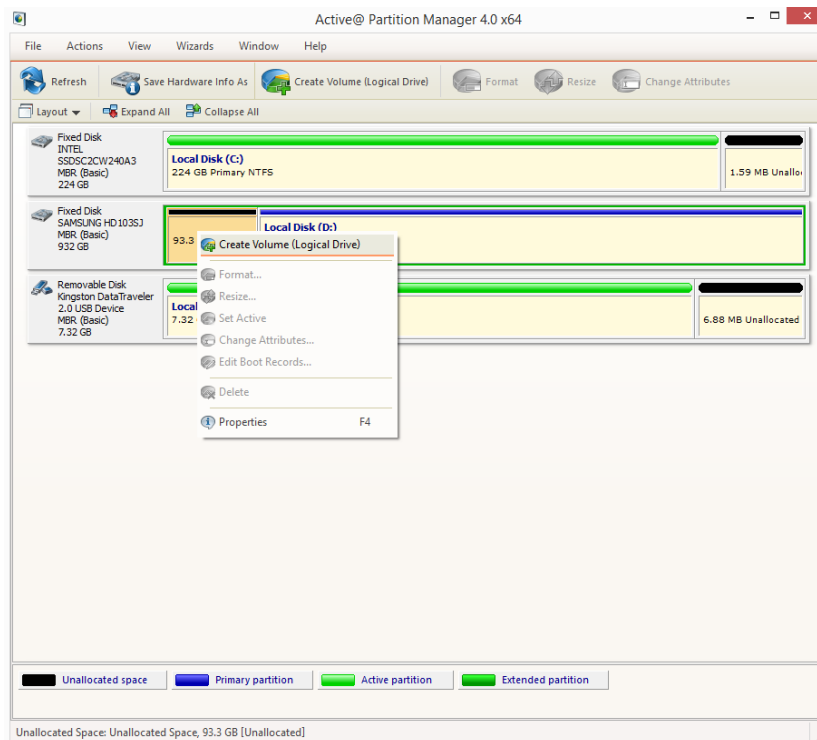 Active@ Partition Manager 4.0 x64
File Actions View Wizards Window Help
Refresh Save Hardware Info As Create Volume (Logical Drive) Format Resize Change Attributes
Layout Expand All Collapse All
Fixed Disk
INTEL
SSDSC2CW240A3
MBR (Basic)
224 GB
Local Disk (C:)
224 GB Primary NTFS
1.59 MB Unallo
Fixed Disk
SAMSUNG HD103SJ
MBR (Basic)
932 GB
93.3
Local Disk (D:)
Create Volume (Logical Drive)
Format...
Resize...
Set Active
Change Attributes...
Edit Boot Records...
Delete
Properties F4
Removable Disk
Kingston DataTraveler
2.0 USB Device
MBR (Basic)
7.32 GB
Local
7.32
6.88 MB Unallocated
Unallocated space Primary partition Active partition Extended partition
Unallocated Space: Unallocated Space, 93.3 GB [Unallocated]